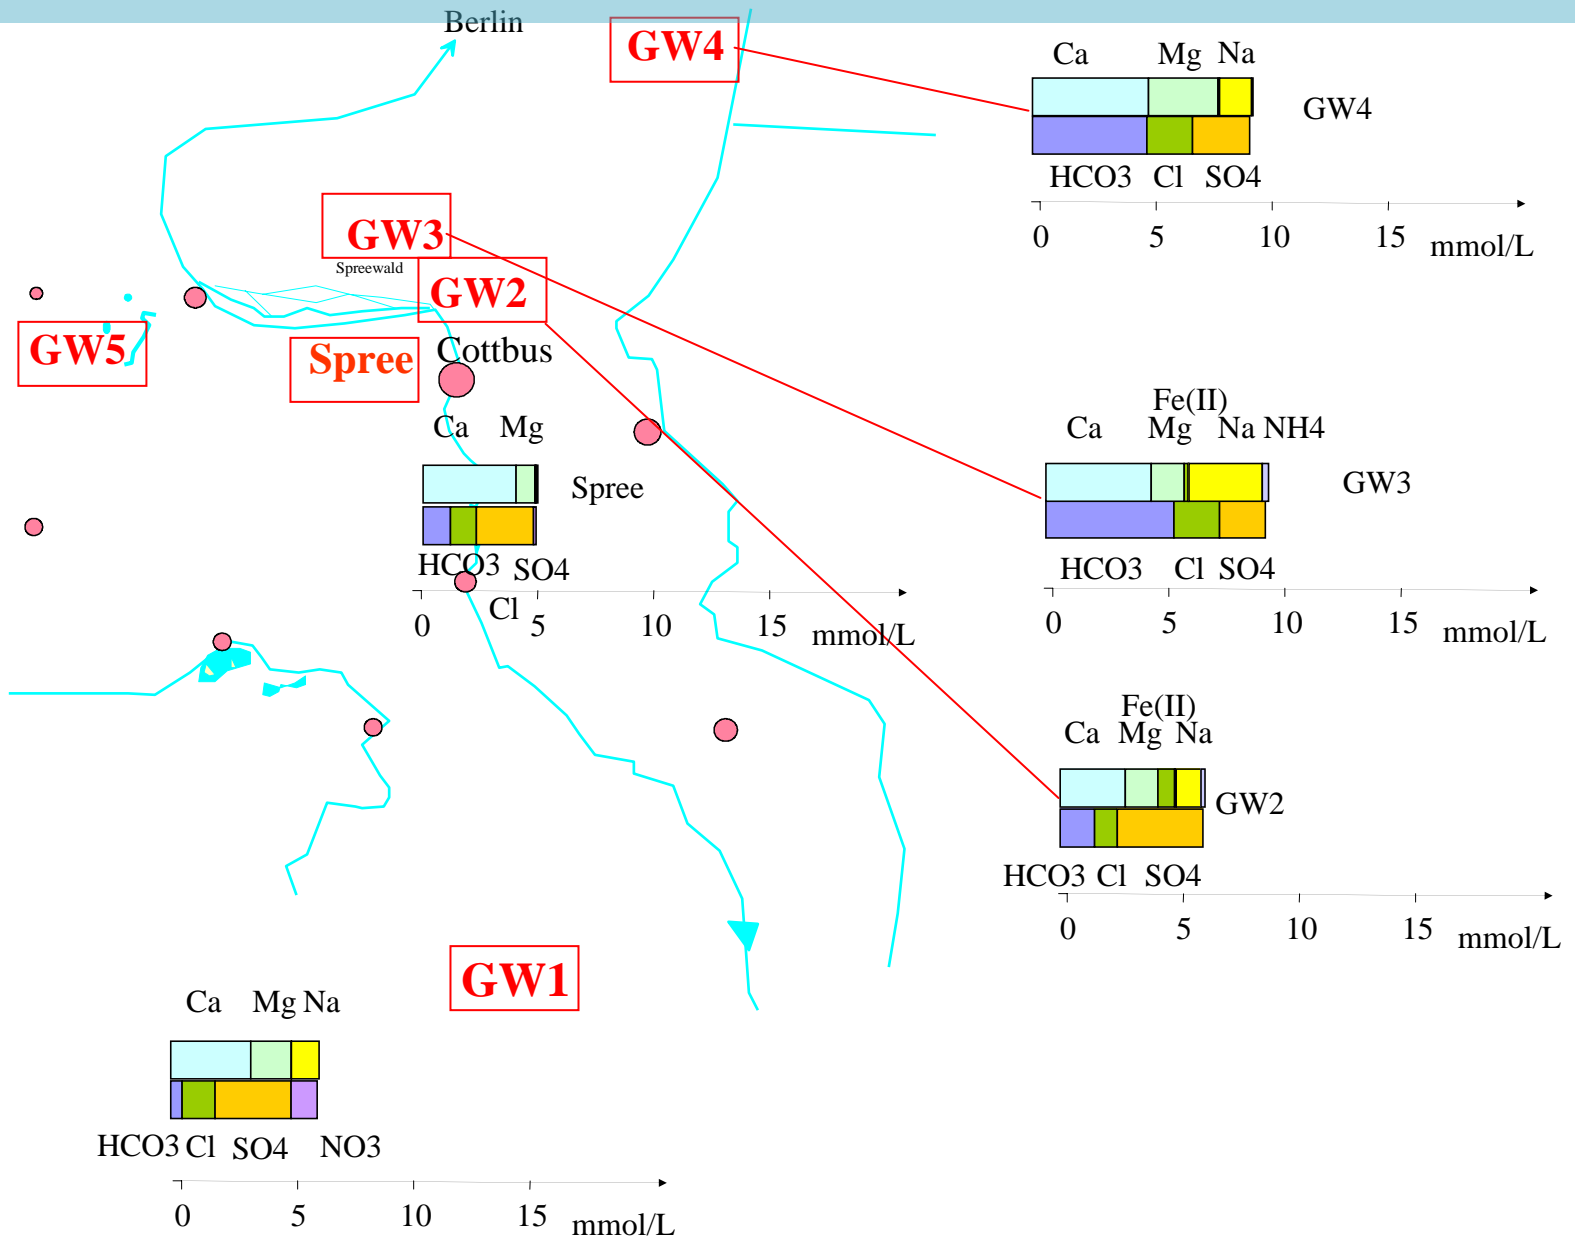 Berlin
GW4
Ca Mg Na
GW4
HCO3 Cl SO4
0 5 10 15 mmol/L
GW3
Spreewald
GW2
GW5
Spree
Cottbus
Ca Mg
Spree
HCO3 SO4
Cl
0 5 10 15 mmol/L
Fe(II)
Ca Mg Na NH4
GW3
HCO3 Cl SO4
0 5 10 15 mmol/L
Fe(II)
Ca Mg Na
GW2
HCO3 Cl SO4
0 5 10 15 mmol/L
GW1
Ca Mg Na
HCO3 Cl SO4 NO3
0 5 10 15 mmol/L